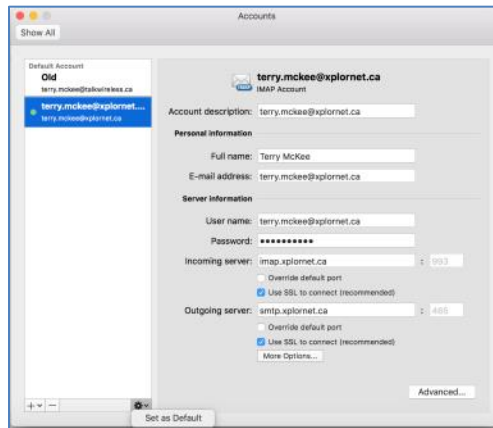 Accounts
Show All
Default Account
Old
terry.mckee@talkwireless.ca
terry.mckee@xplornet....
terry.mckee@xplornet.ca
terry.mckee@xplornet.ca
IMAP Account
Account description: terry.mckee@xplornet.ca
Personal information
Full name: Terry McKee
E-mail address: terry.mckee@xplornet.ca
Server information
User name: terry.mckee@xplornet.ca
Password: ••••••••••
Incoming server: imap.xplornet.ca : 993
Override default port
Use SSL to connect (recommended)
Outgoing server: smtp.xplornet.ca : 465
Override default port
Use SSL to connect (recommended)
More Options...
Advanced...
Set as Default